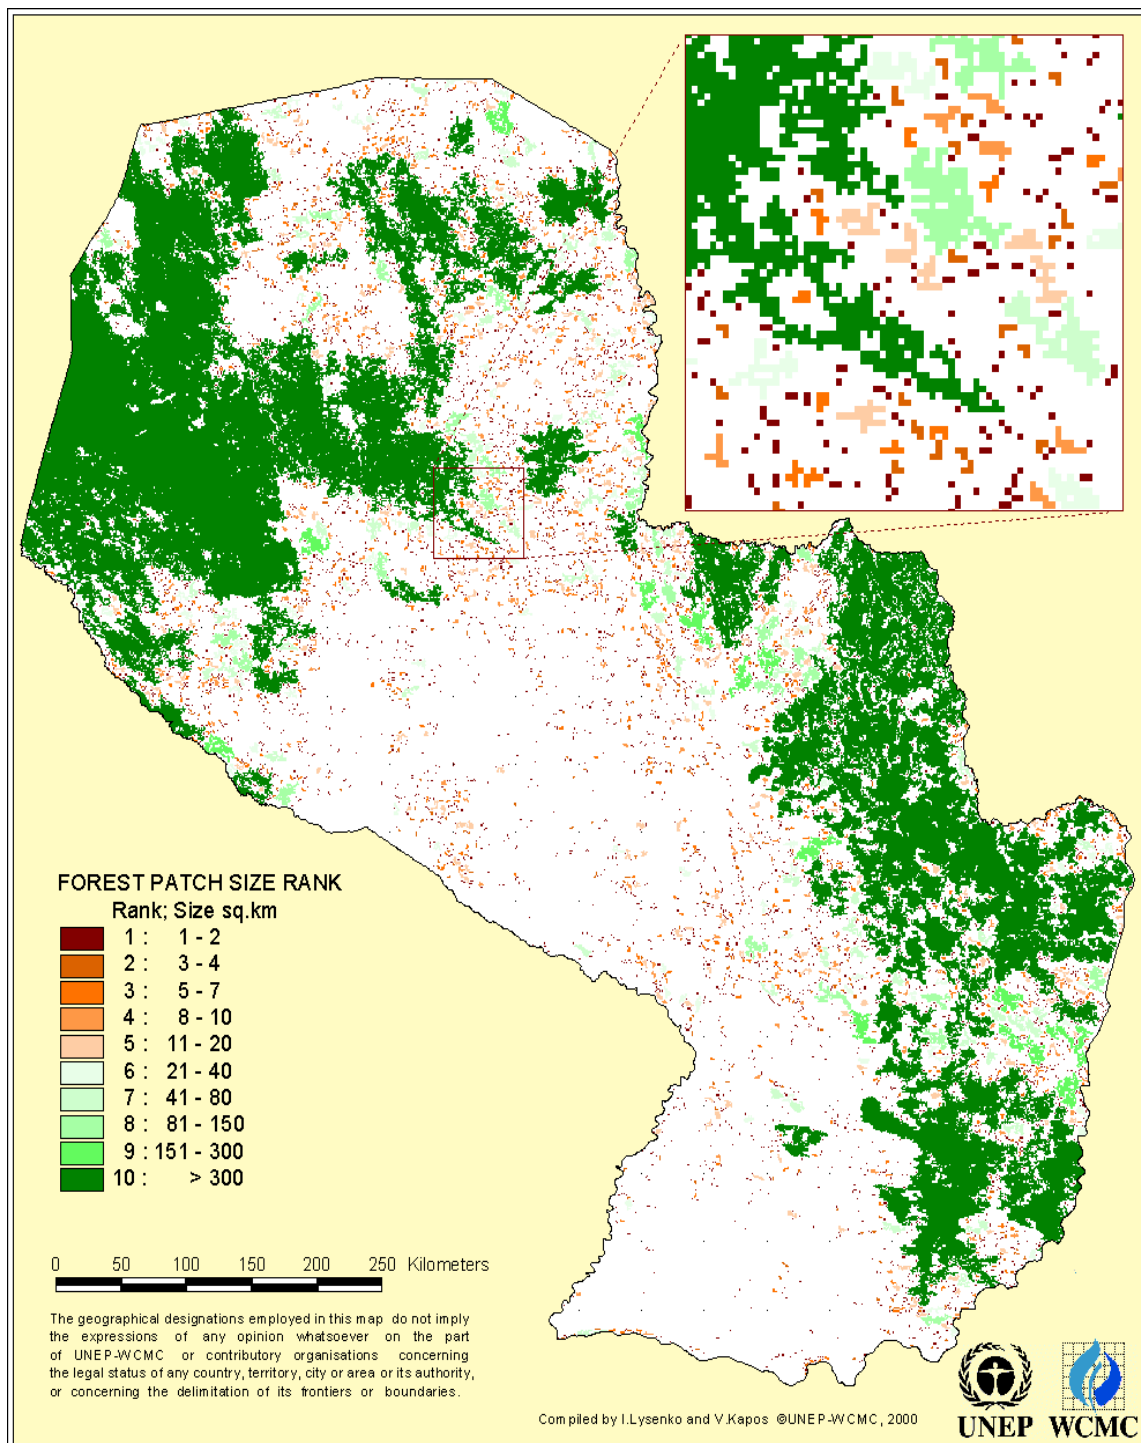 FOREST PATCH SIZE RANK
Rank; Size sq.km
1 : 1 - 2
2 : 3 - 4
3 : 5 - 7
4 : 8 - 10
5 : 11 - 20
6 : 21 - 40
7 : 41 - 80
8 : 81 - 150
9 : 151 - 300
10 : > 300
0 50 100 150 200 250 Kilometers
The geographical designations employed in this map do not imply
the expressions of any opinion whatsoever on the part
of UNEP-WCMC or contributory organisations concerning
the legal status of any country, territory, city or area or its authority,
or concerning the delimitation of its frontiers or boundaries.
Compiled by I.Lysenko and V.Kapos ©UNEP-WCMC, 2000
UNEP WCMC